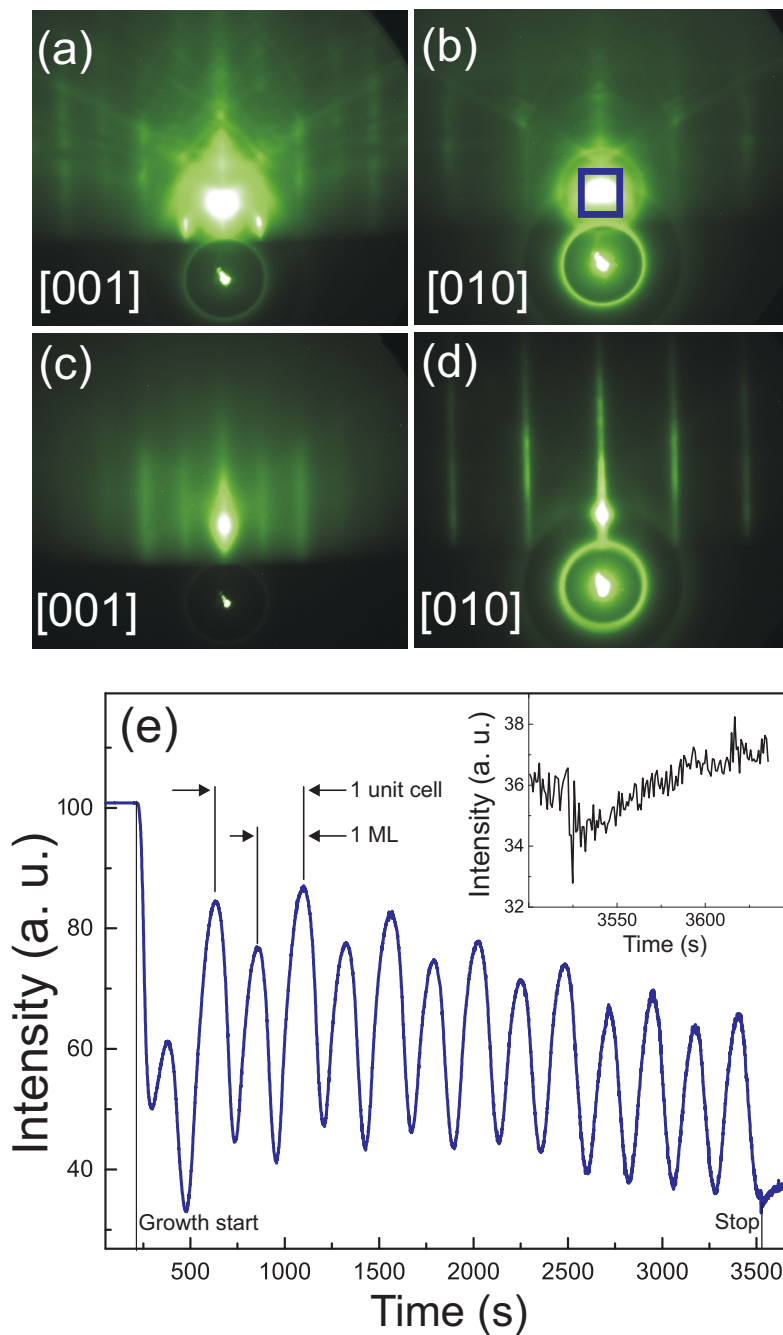 (a)
(b)
[001]
[010]
(c)
(d)
[001]
[010]
(e)
Intensity (a. u.)
100
80
60
40
500
1000
1500
2000
2500
3000
3500
Time (s)
1 unit cell
1 ML
Growth start
Stop
Intensity (a. u.)
38
36
34
32
3550
3600
Time (s)